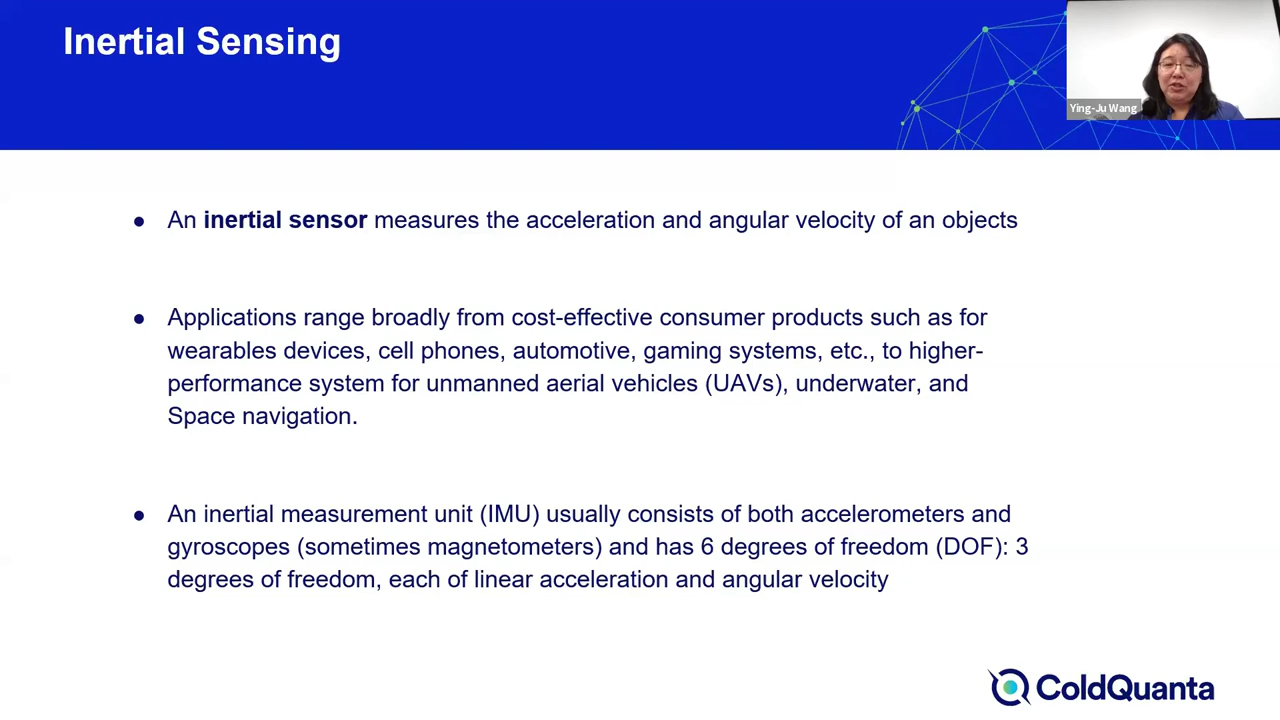 Inertial Sensing
Ying-Ju Wang
● An inertial sensor measures the acceleration and angular velocity of an objects
● Applications range broadly from cost-effective consumer products such as for
wearables devices, cell phones, automotive, gaming systems, etc., to higher-
performance system for unmanned aerial vehicles (UAVs), underwater, and
Space navigation.
● An inertial measurement unit (IMU) usually consists of both accelerometers and
gyroscopes (sometimes magnetometers) and has 6 degrees of freedom (DOF): 3
degrees of freedom, each of linear acceleration and angular velocity
ColdQuanta